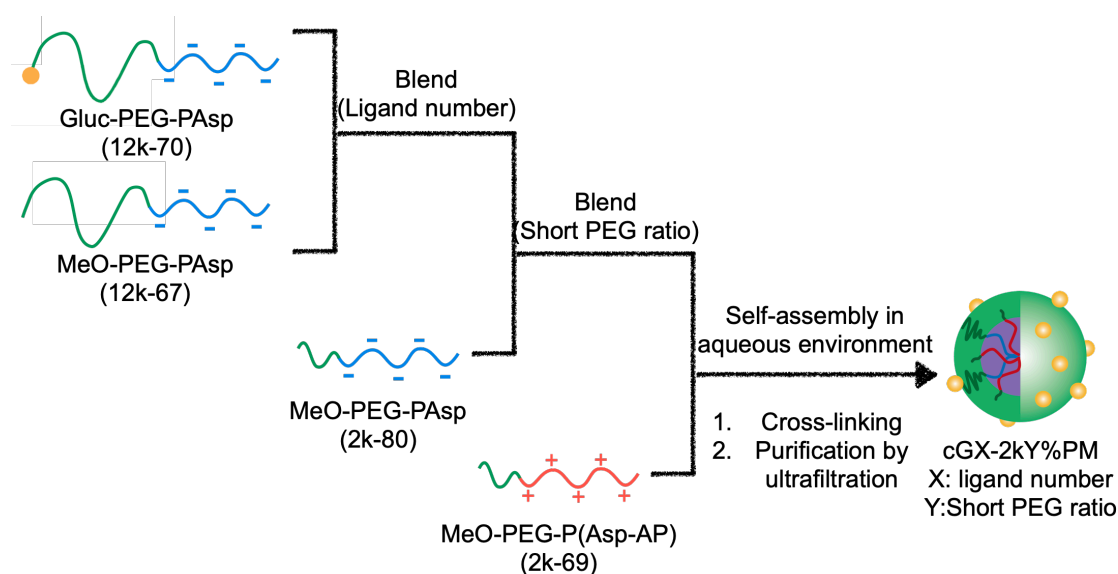 Gluc-PEG-PAsp
(12k-70)
MeO-PEG-PAsp
(12k-67)
Blend
(Ligand number)
MeO-PEG-PAsp
(2k-80)
Blend
(Short PEG ratio)
MeO-PEG-P(Asp-AP)
(2k-69)
Self-assembly in
aqueous environment
1. Cross-linking
2. Purification by
ultrafiltration
cGX-2kY%PM
X: ligand number
Y:Short PEG ratio